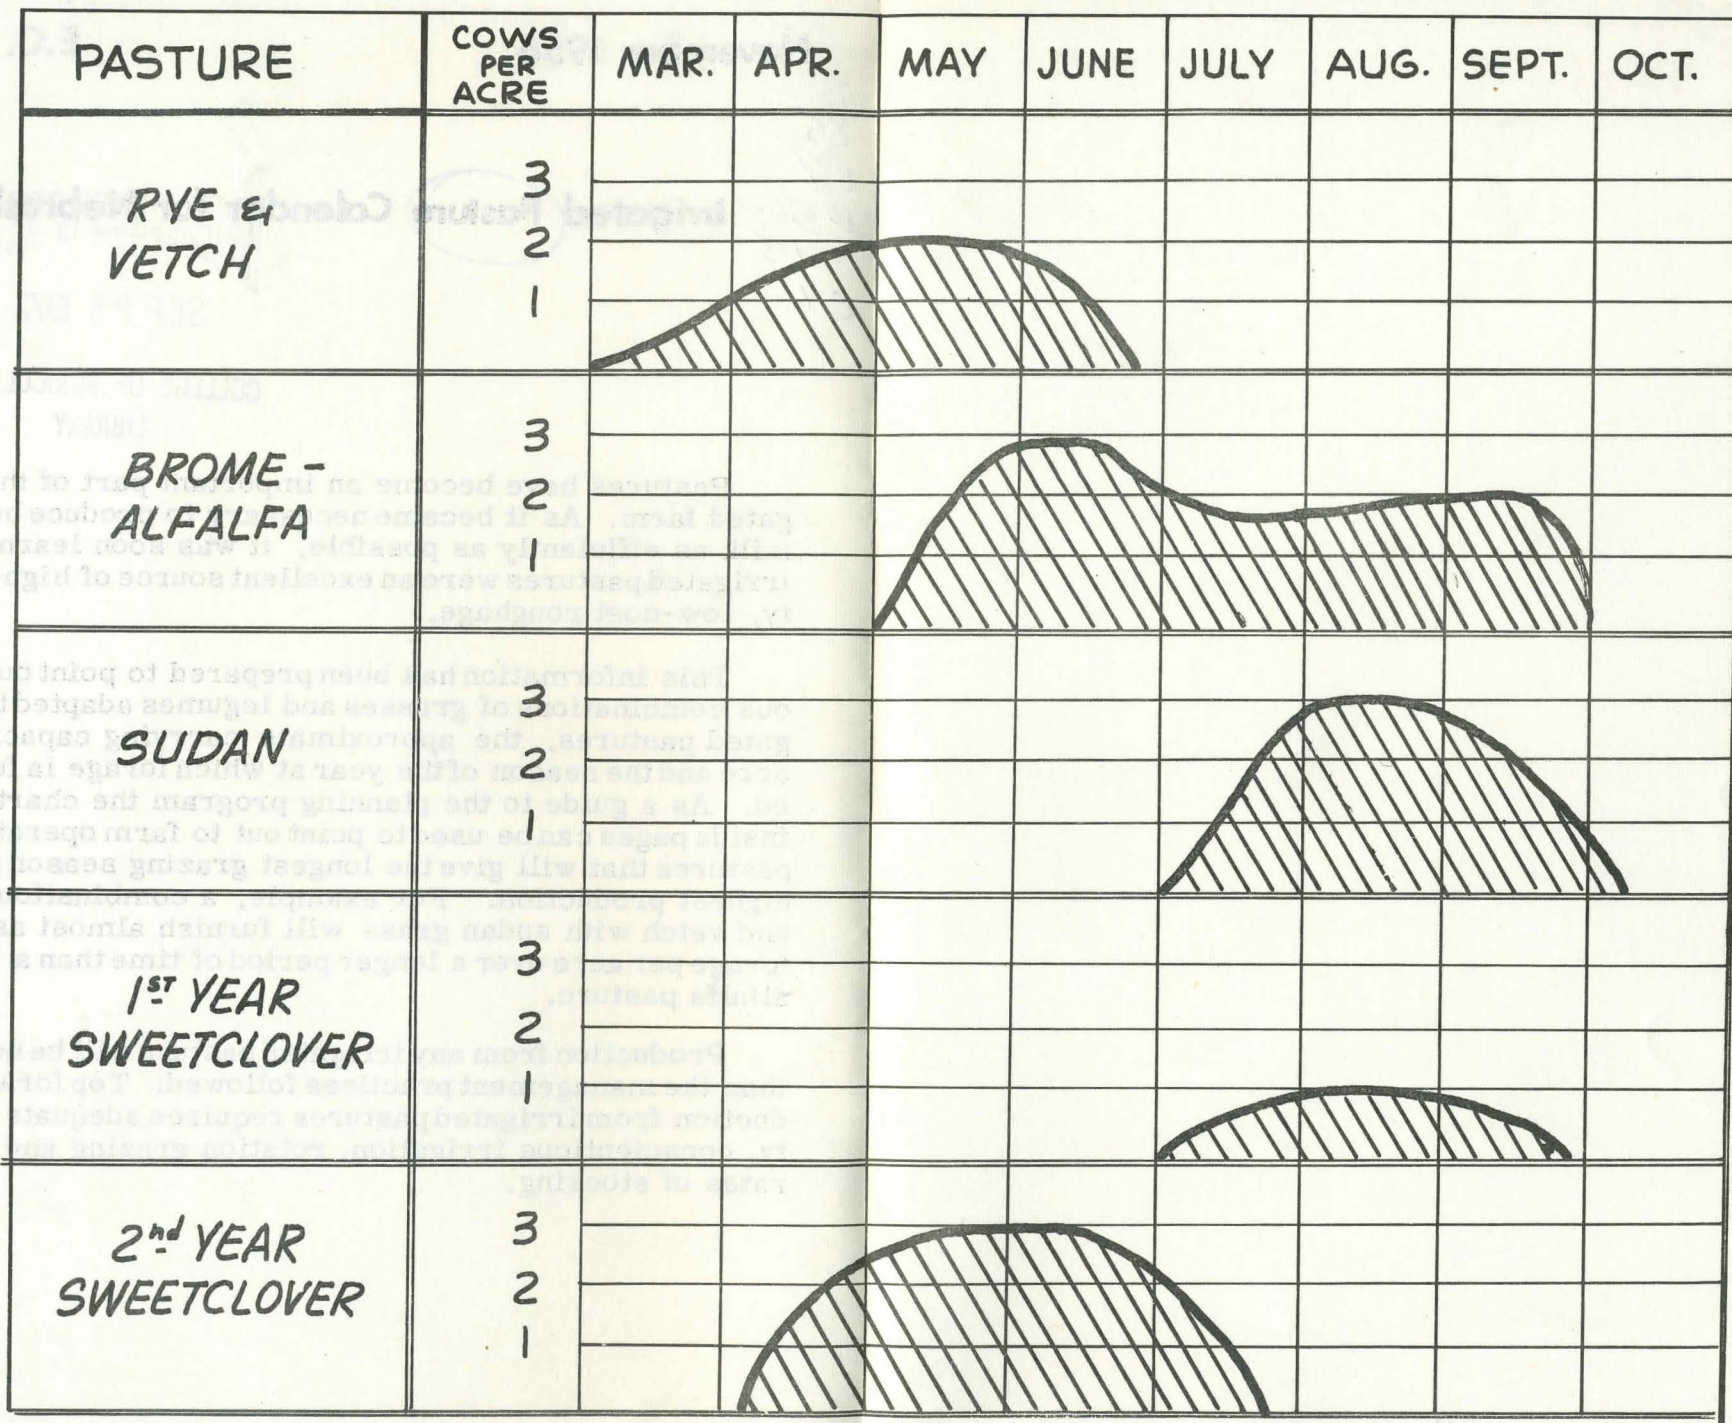 PASTURE COWS PER ACRE MAR. APR. MAY JUNE JULY AUG. SEPT. OCT.
RYE &
VETCH
3
2
1
BROME -
ALFALFA
3
2
1
SUDAN
3
2
1
1ST YEAR
SWEETCLOVER
3
2
1
2nd YEAR
SWEETCLOVER
3
2
1